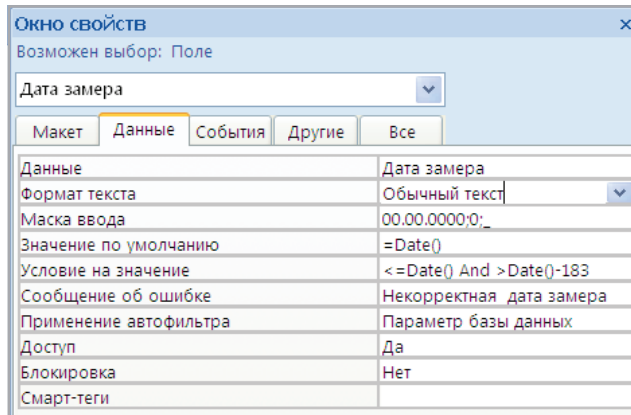 Окно свойств ×
Возможен выбор: Поле
Дата замера
Макет Данные События Другие Все
Данные Дата замера
Формат текста Обычный текст
Маска ввода 00.00.0000;0;_
Значение по умолчанию =Date()
Условие на значение <=Date() And >Date()-183
Сообщение об ошибке Некорректная дата замера
Применение автофильтра Параметр базы данных
Доступ Да
Блокировка Нет
Смарт-теги